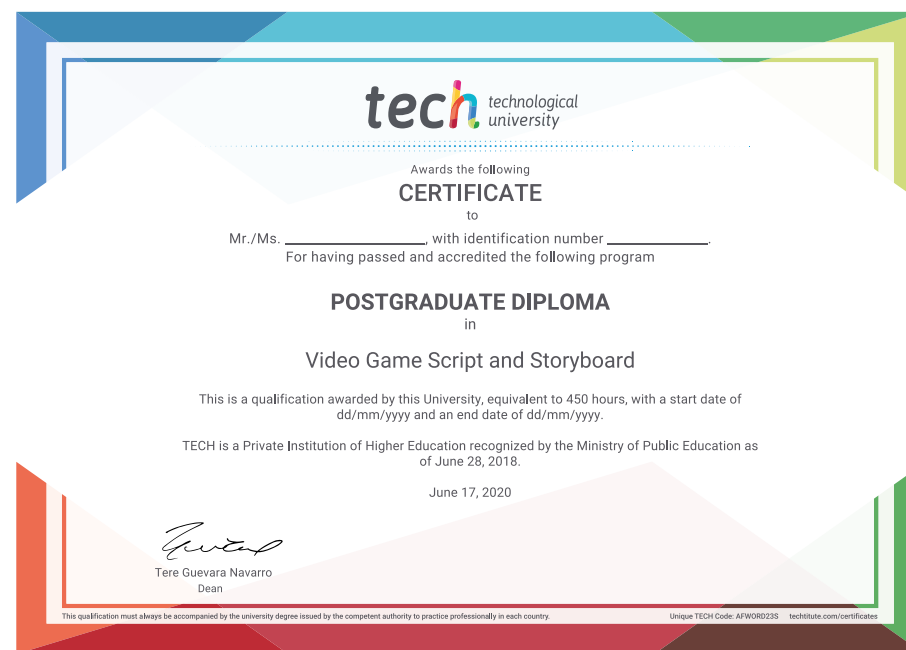 tech technological
university
Awards the following
CERTIFICATE
to
Mr./Ms. ____________________, with identification number ______________.
For having passed and accredited the following program
POSTGRADUATE DIPLOMA
in
Video Game Script and Storyboard
This is a qualification awarded by this University, equivalent to 450 hours, with a start date of
dd/mm/yyyy and an end date of dd/mm/yyyy.
TECH is a Private Institution of Higher Education recognized by the Ministry of Public Education as
of June 28, 2018.
June 17, 2020
Tere Guevara Navarro
Dean
This qualification must always be accompanied by the university degree issued by the competent authority to practice professionally in each country. Unique TECH Code: AFWORD23S techtitute.com/certificates